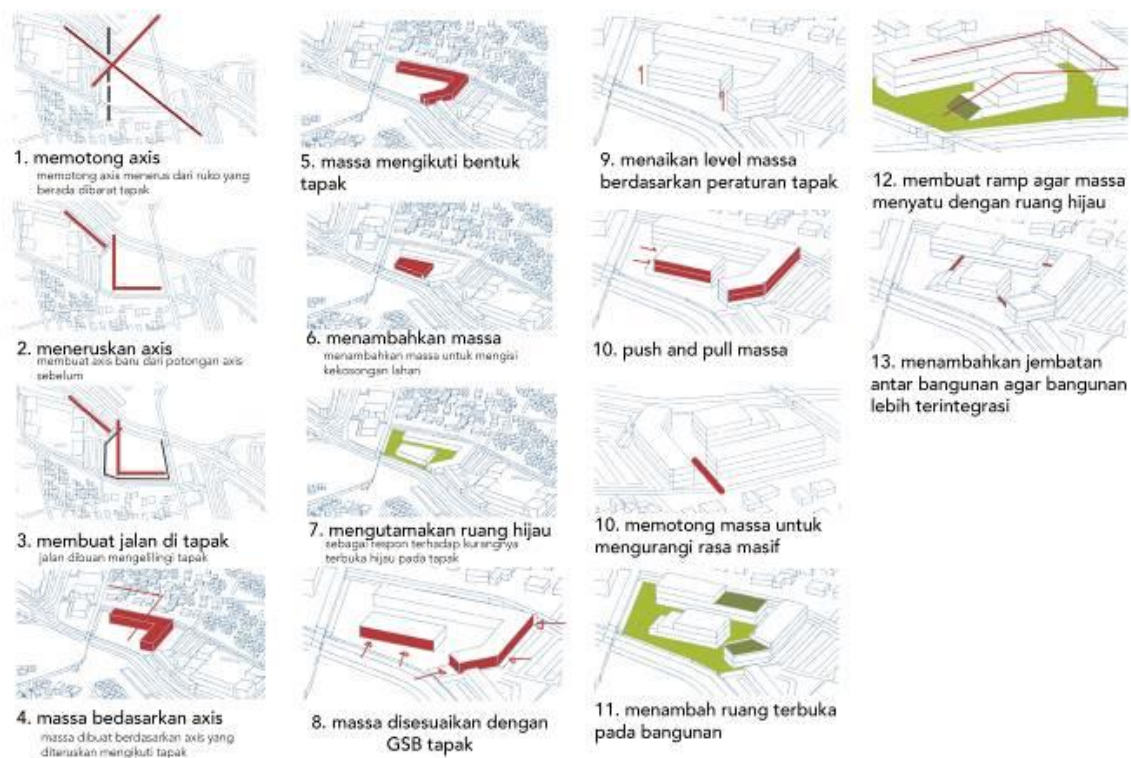 1. memotong axis
memotong axis menerus dari ruko yang
berada dibarat tapak
2. meneruskan axis
membuat axis baru dari potongan axis
sebelum
3. membuat jalan di tapak
jalan dibuan mengelilingi tapak
4. massa bedasarkan axis
massa dibuat berdasarkan axis yang
diteruskan mengikuti tapak
5. massa mengikuti bentuk
tapak
6. menambahkan massa
menambahkan massa untuk mengisi
kekosongan lahan
7. mengutamakan ruang hijau
sebagai respon terhadap kurangnya
terbuka hijau pada tapak
8. massa disesuaikan dengan
GSB tapak
9. menaikan level massa
berdasarkan peraturan tapak
10. push and pull massa
10. memotong massa untuk
mengurangi rasa masif
11. menambah ruang terbuka
pada bangunan
12. membuat ramp agar massa
menyatu dengan ruang hijau
13. menambahkan jembatan
antar bangunan agar bangunan
lebih terintegrasi